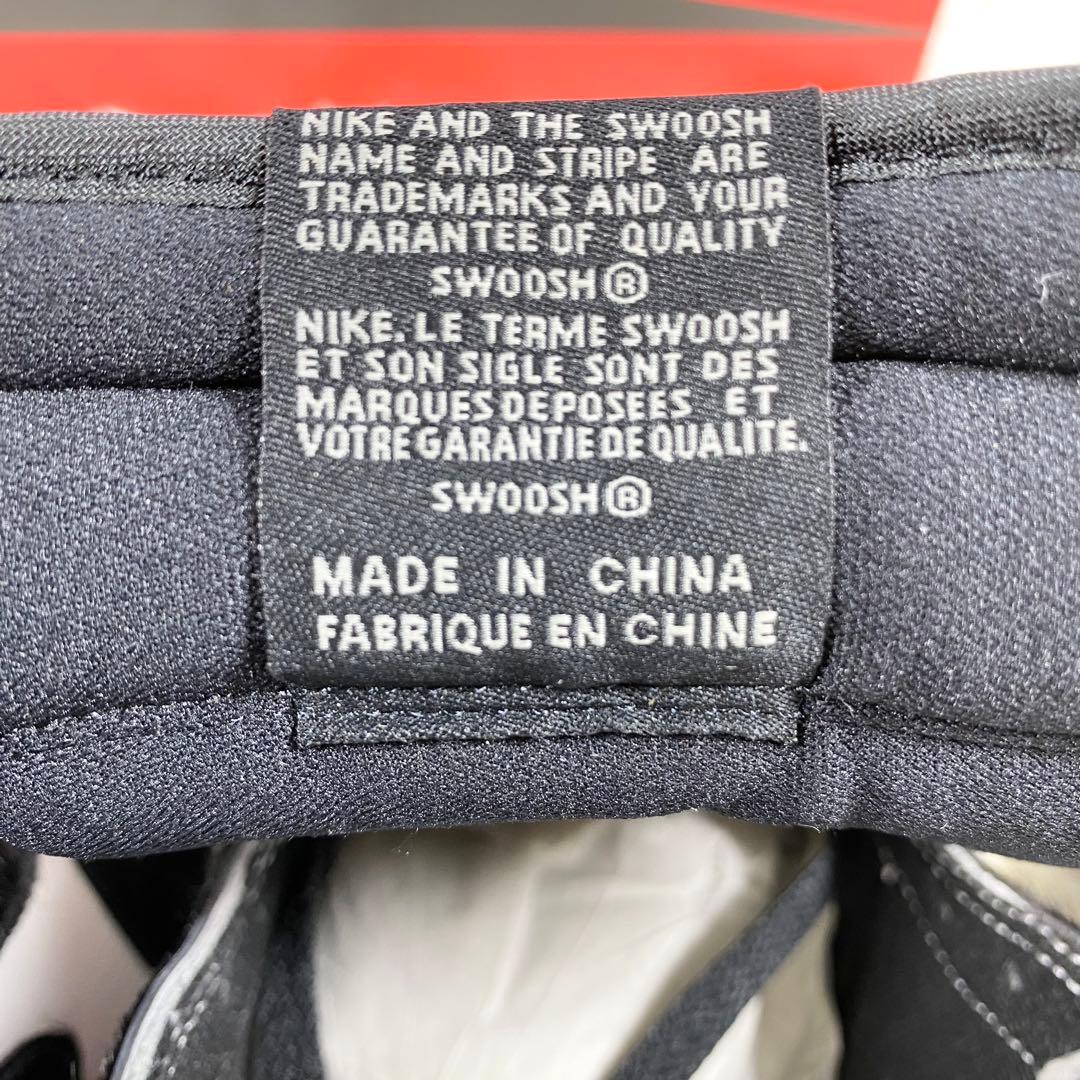 NIKE AND THE SWOOSH
NAME AND STRIPE ARE
TRADEMARKS AND YOUR
GUARANTEE OF QUALITY
SWOOSH®
NIKE. LE TERME SWOOSH
ET SON SIGLE SONT DES
MARQUES DEPOSEES ET
VOTRE GARANTIE DE QUALITE.
SWOOSH®
MADE IN CHINA
FABRIQUE EN CHINE